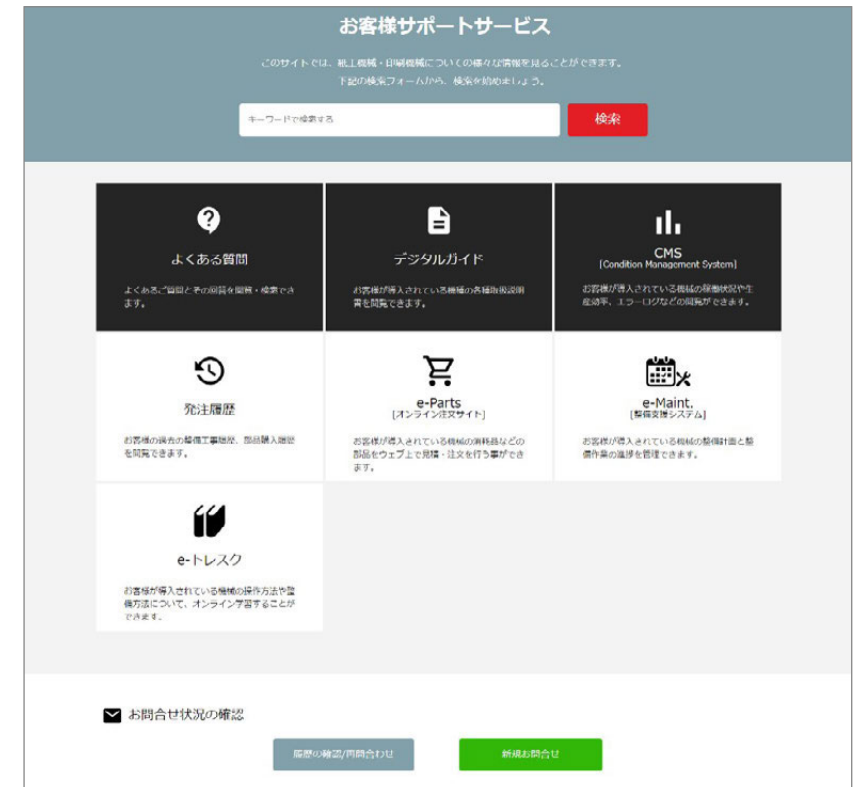 お客様サポートサービス
このサイトでは、紙工機械・印刷機械についての様々な情報を見ることができます。
下記の検索フォームから、検索を始めましょう。
キーワードで検索する
検索
よくある質問
よくあるご質問とその回答を閲覧・検索でき
ます。
デジタルガイド
お客様が導入されている機種の各種取扱説明
書を閲覧できます。
CMS
[Condition Management System]
お客様が導入されている機械の稼働状況や生
産効率、エラーログなどの閲覧ができます。
発注履歴
お客様の過去の整備工事履歴、部品購入履歴
を閲覧できます。
e-Parts
[オンライン注文サイト]
お客様が導入されている機械の消耗品などの
部品をウェブ上で見積・注文を行う事ができ
ます。
e-Maint.
[整備支援システム]
お客様が導入されている機械の整備計画と整
備作業の進捗を管理できます。
e-トレスク
お客様が導入されている機械の操作方法や整
備方法について、オンライン学習することが
できます。
お問合せ状況の確認
履歴の確認/再問合わせ
新規お問合せ